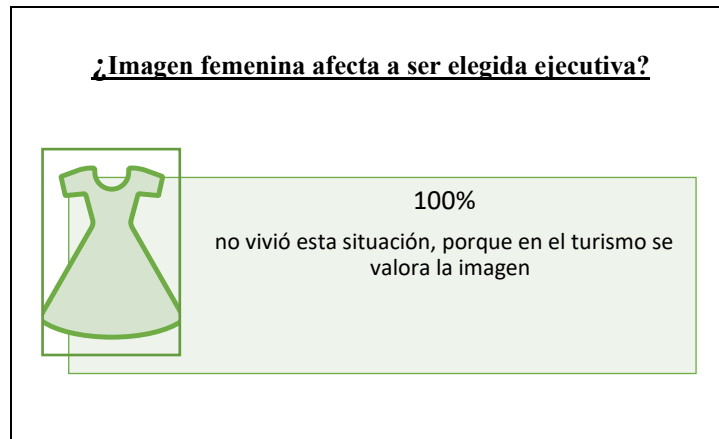 ¿Imagen femenina afecta a ser elegida ejecutiva?
100%
no vivió esta situación, porque en el turismo se
valora la imagen